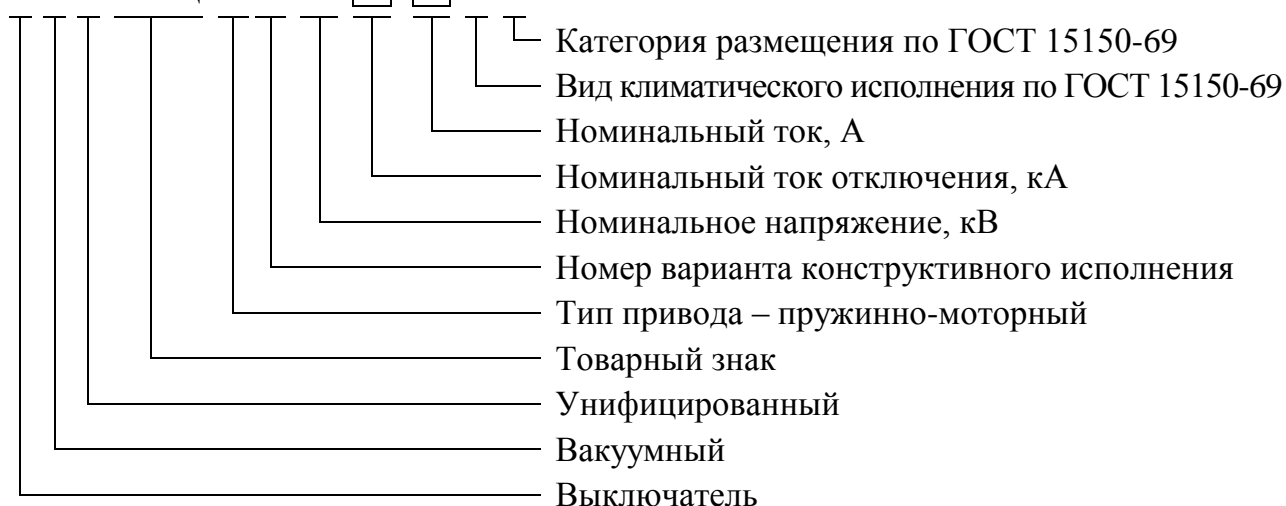 Категория размещения по ГОСТ 15150-69
Вид климатического исполнения по ГОСТ 15150-69
Номинальный ток, А
Номинальный ток отключения, кА
Номинальное напряжение, кВ
Номер варианта конструктивного исполнения
Тип привода – пружинно-моторный
Товарный знак
Унифицированный
Вакуумный
Выключатель